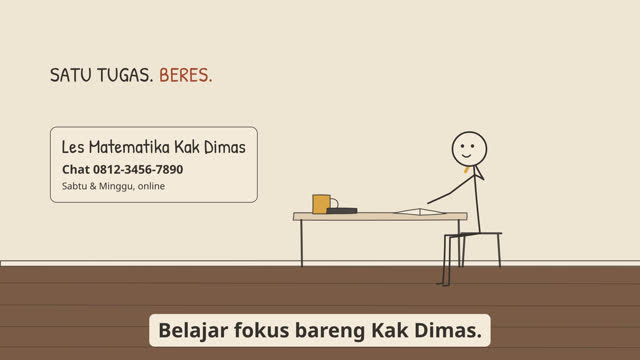 SATU TUGAS. BERES.
Les Matematika Kak Dimas
Chat 0812-3456-7890
Sabtu & Minggu, online
Belajar fokus bareng Kak Dimas.